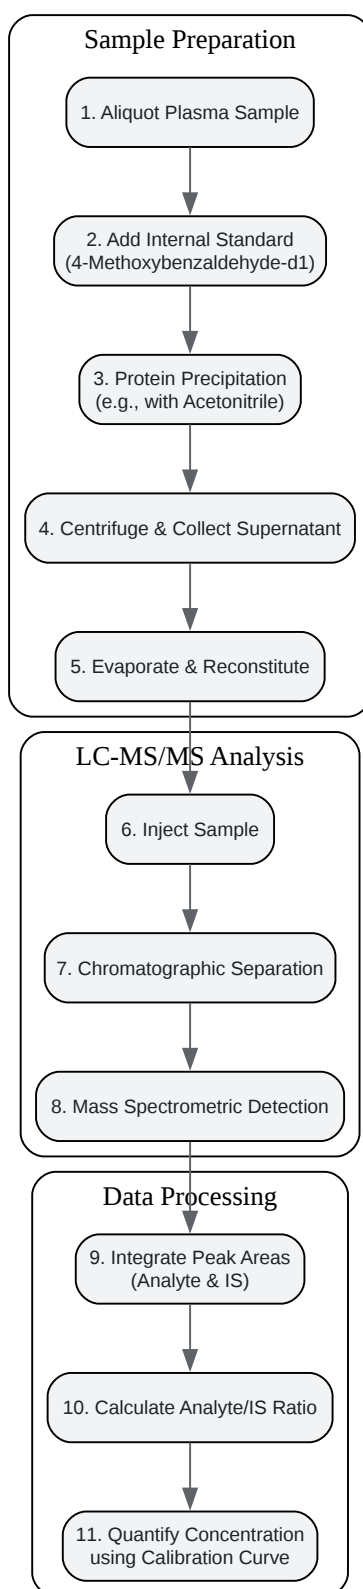 Sample Preparation
1. Aliquot Plasma Sample
2. Add Internal Standard
(4-Methoxybenzaldehyde-d1)
3. Protein Precipitation
(e.g., with Acetonitrile)
4. Centrifuge & Collect Supernatant
5. Evaporate & Reconstitute
LC-MS/MS Analysis
6. Inject Sample
7. Chromatographic Separation
8. Mass Spectrometric Detection
Data Processing
9. Integrate Peak Areas
(Analyte & IS)
10. Calculate Analyte/IS Ratio
11. Quantify Concentration
using Calibration Curve